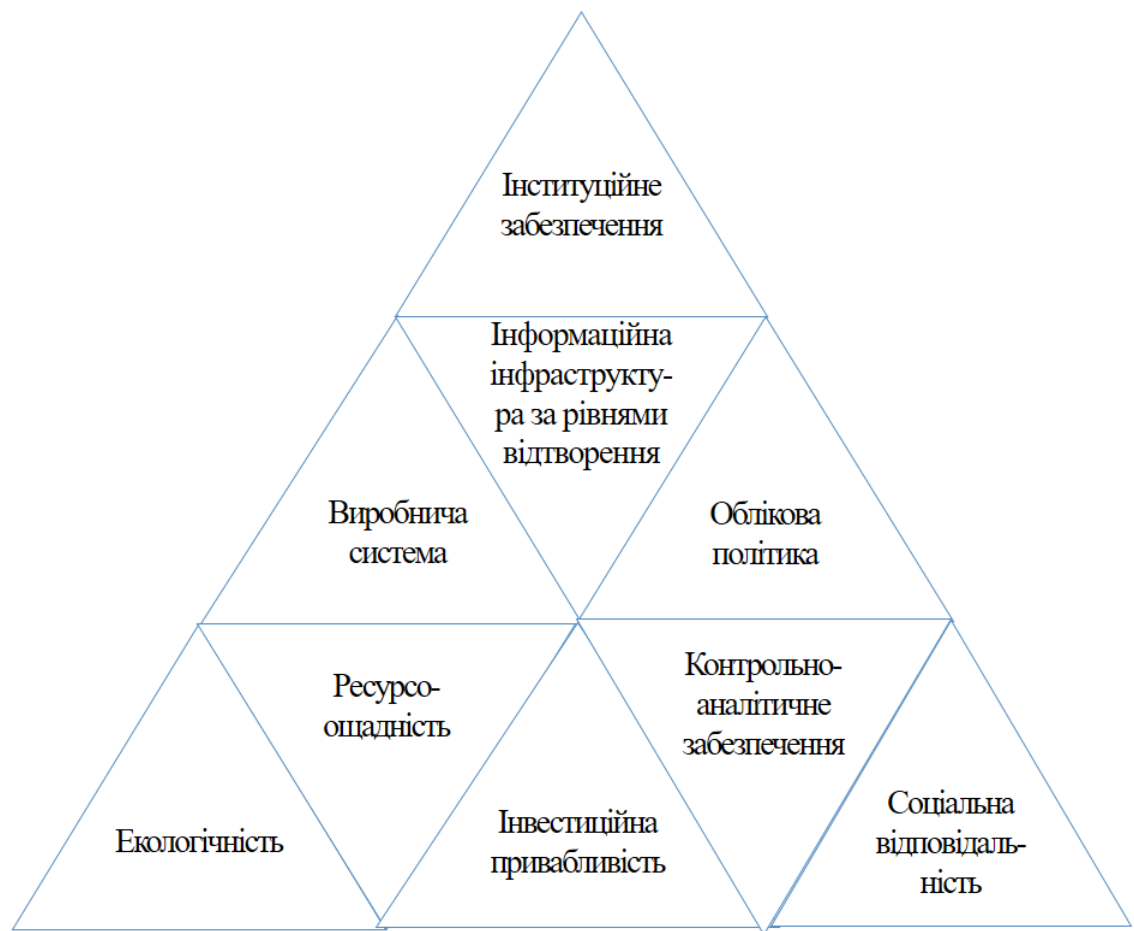 Інституційне
забезпечення
Інформаційна
інфраструкту-
ра за рівнями
відтворення
Виробнича
система
Облікова
політика
Ресурсо-
ощадність
Контрольно-
аналітичне
забезпечення
Екологічність
Інвестиційна
привабливість
Соціальна
відповідаль-
ність